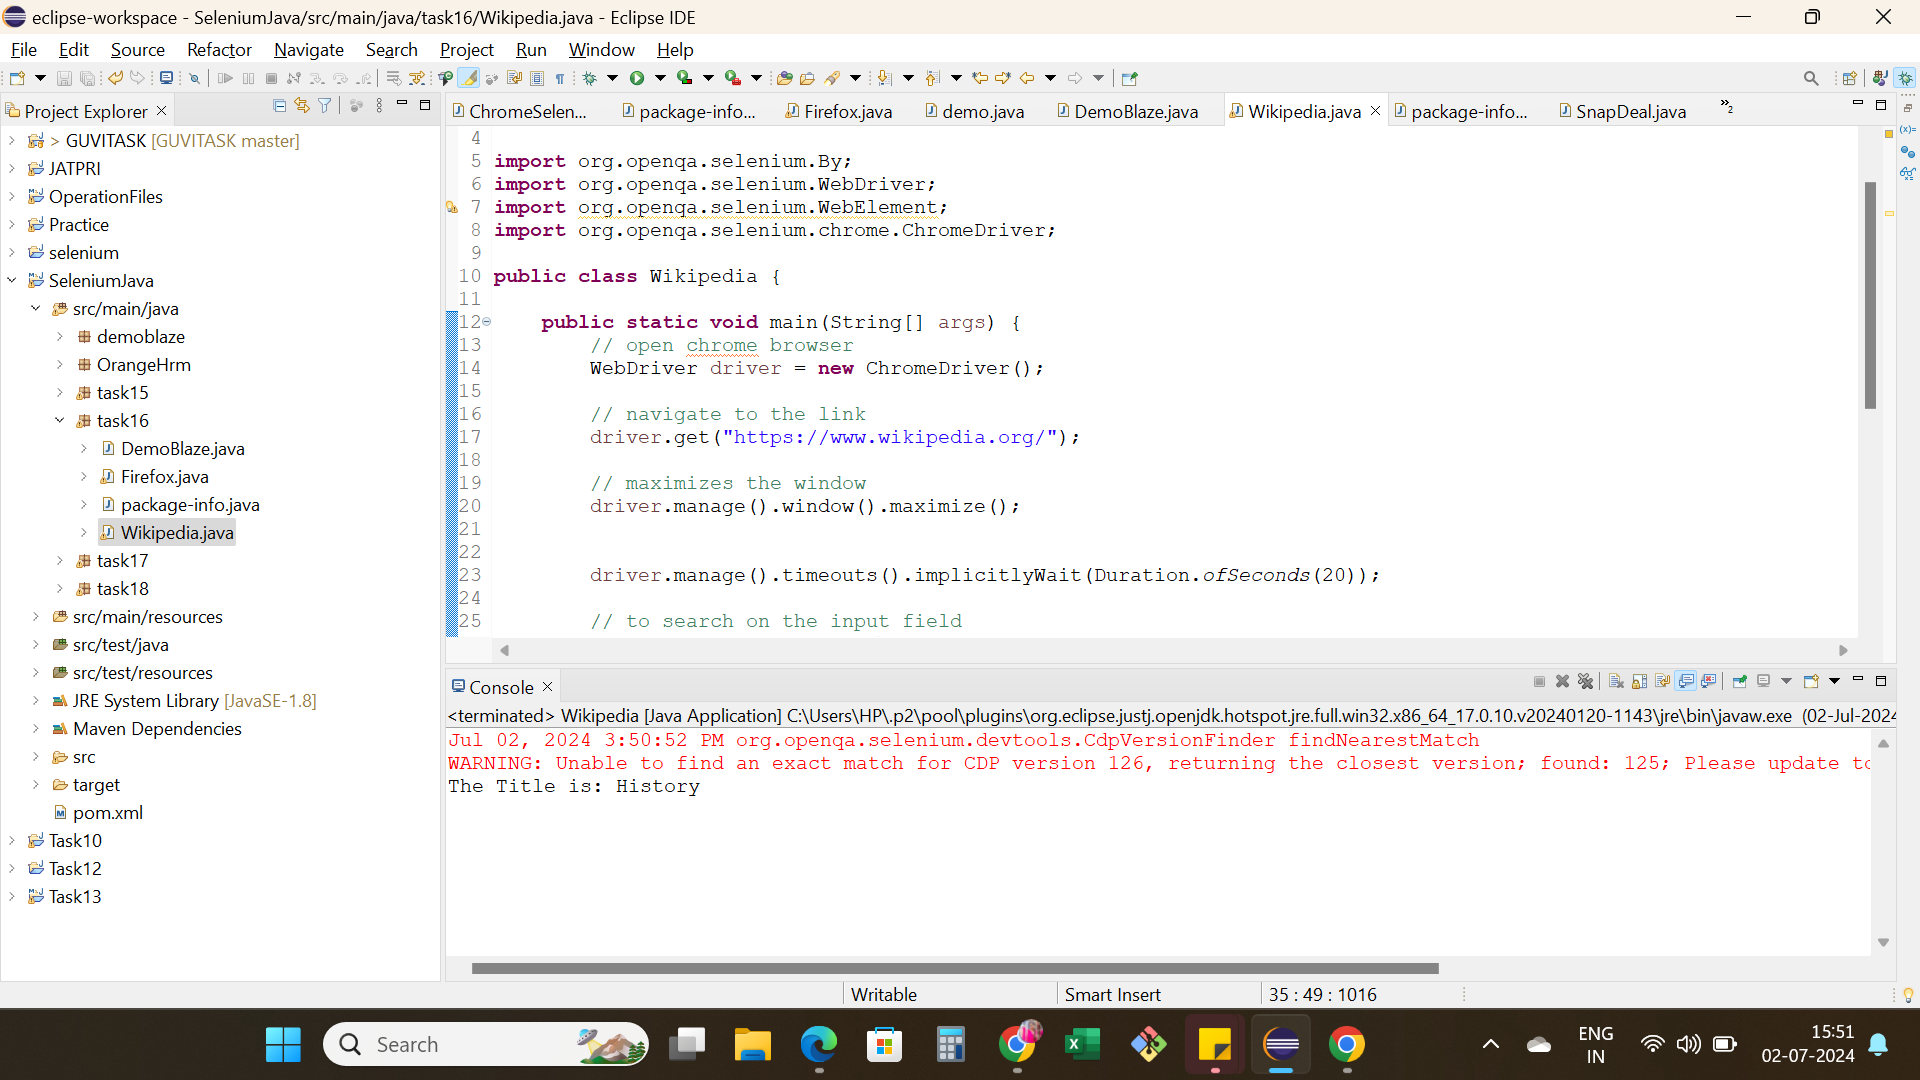 eclipse-workspace - SeleniumJava/src/main/java/task16/Wikipedia.java - Eclipse IDE
File Edit Source Refactor Navigate Search Project Run Window Help
Project Explorer
> GUVITASK [GUVITASK master]
JATPRI
OperationFiles
Practice
selenium
SeleniumJava
src/main/java
demoblaze
OrangeHrm
task15
task16
DemoBlaze.java
Firefox.java
package-info.java
Wikipedia.java
task17
task18
src/main/resources
src/test/java
src/test/resources
JRE System Library [JavaSE-1.8]
Maven Dependencies
src
target
pom.xml
Task10
Task12
Task13
ChromeSelen... package-info... Firefox.java demo.java DemoBlaze.java Wikipedia.java package-info... SnapDeal.java »2
4
5 import org.openqa.selenium.By;
6 import org.openqa.selenium.WebDriver;
7 import org.openqa.selenium.WebElement;
8 import org.openqa.selenium.chrome.ChromeDriver;
9
10 public class Wikipedia {
11
12 public static void main(String[] args) {
13 // open chrome browser
14 WebDriver driver = new ChromeDriver();
15
16 // navigate to the link
17 driver.get("https://www.wikipedia.org/");
18
19 // maximizes the window
20 driver.manage().window().maximize();
21
22
23 driver.manage().timeouts().implicitlyWait(Duration.ofSeconds(20));
24
25 // to search on the input field
Console
<terminated> Wikipedia [Java Application] C:\Users\HP\.p2\pool\plugins\org.eclipse.justj.openjdk.hotspot.jre.full.win32.x86_64_17.0.10.v20240120-1143\jre\bin\javaw.exe (02-Jul-2024
Jul 02, 2024 3:50:52 PM org.openqa.selenium.devtools.CdpVersionFinder findNearestMatch
WARNING: Unable to find an exact match for CDP version 126, returning the closest version; found: 125; Please update to
The Title is: History
Writable Smart Insert 35 : 49 : 1016
Search
ENG
IN
15:51
02-07-2024